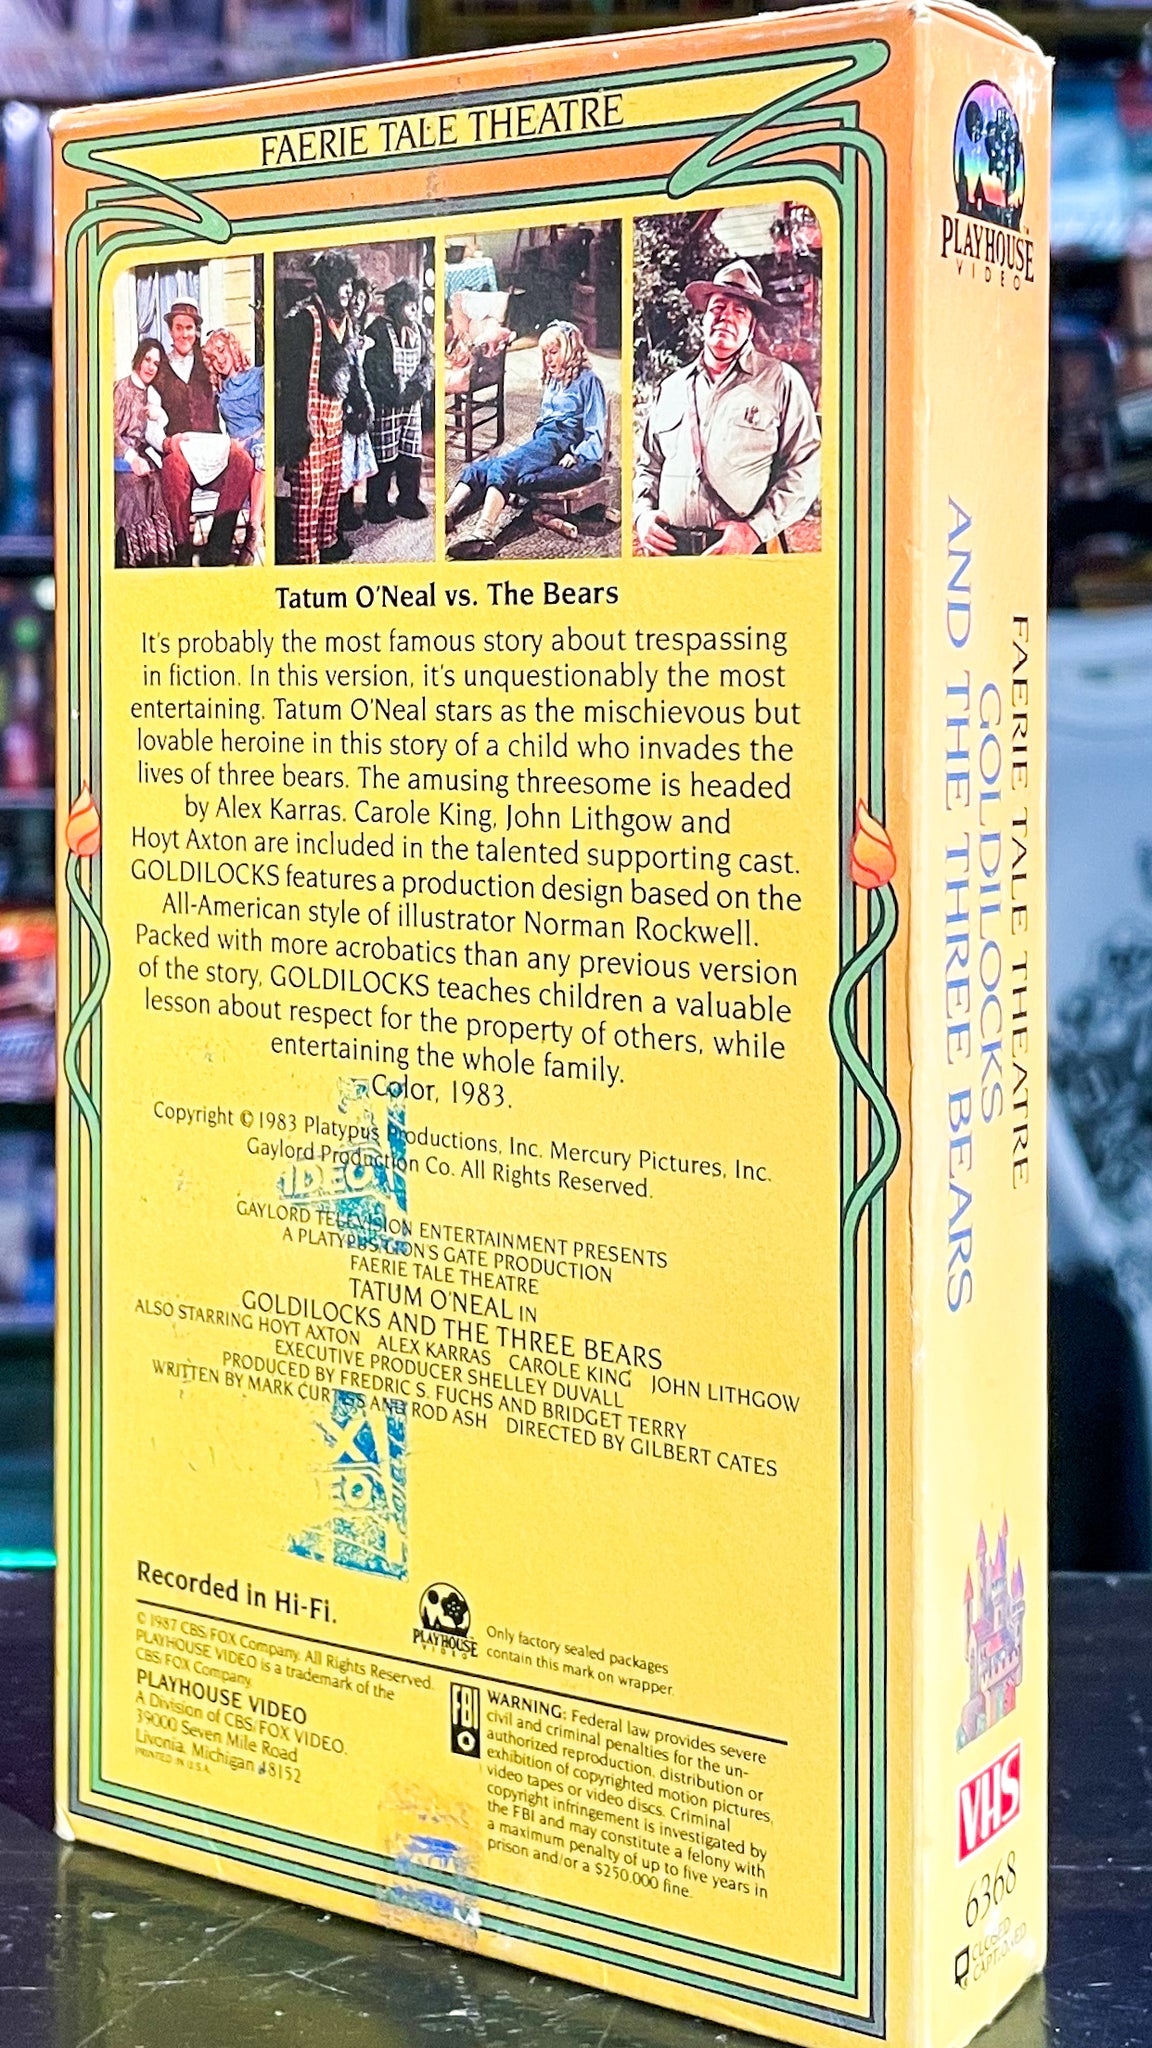 FAERIE TALE THEATRE
Tatum O'Neal vs. The Bears
It's probably the most famous story about trespassing
in fiction. In this version, it's unquestionably the most
entertaining. Tatum O'Neal stars as the mischievous but
lovable heroine in this story of a child who invades the
lives of three bears. The amusing threesome is headed
by Alex Karras. Carole King, John Lithgow and
Hoyt Axton are included in the talented supporting cast.
GOLDILOCKS features a production design based on the
All-American style of illustrator Norman Rockwell.
Packed with more acrobatics than any previous version
of the story, GOLDILOCKS teaches children a valuable
lesson about respect for the property of others, while
entertaining the whole family.
Color, 1983.
Copyright © 1983 Platypus Productions, Inc. Mercury Pictures, Inc.
Gaylord Production Co. All Rights Reserved.
GAYLORD TELEVISION ENTERTAINMENT PRESENTS
A PLATYPUS LION'S GATE PRODUCTION
FAERIE TALE THEATRE
TATUM O'NEAL IN
GOLDILOCKS AND THE THREE BEARS
ALSO STARRING HOYT AXTON ALEX KARRAS CAROLE KING JOHN LITHGOW
EXECUTIVE PRODUCER SHELLEY DUVALL
PRODUCED BY FREDRIC S. FUCHS AND BRIDGET TERRY
WRITTEN BY MARK CURTISS AND ROD ASH DIRECTED BY GILBERT CATES
Recorded in Hi-Fi.
© 1987 CBS/FOX Company. All Rights Reserved.
PLAYHOUSE VIDEO is a trademark of the
CBS/FOX Company
PLAYHOUSE VIDEO
A Division of CBS/FOX VIDEO.
39000 Seven Mile Road
Livonia, Michigan 48152
PRINTED IN U.S.A.
PLAYHOUSE
VIDEO
Only factory sealed packages
contain this mark on wrapper.
FBI
WARNING: Federal law provides severe
civil and criminal penalties for the un-
authorized reproduction, distribution or
exhibition of copyrighted motion pictures,
video tapes or video discs. Criminal
copyright infringement is investigated by
the FBI and may constitute a felony with
a maximum penalty of up to five years in
prison and/or a $250,000 fine.
PLAYHOUSE
VIDEO
FAERIE TALE THEATRE
GOLDILOCKS
AND THE THREE BEARS
VHS
6368
CLOSED
CAPTIONED